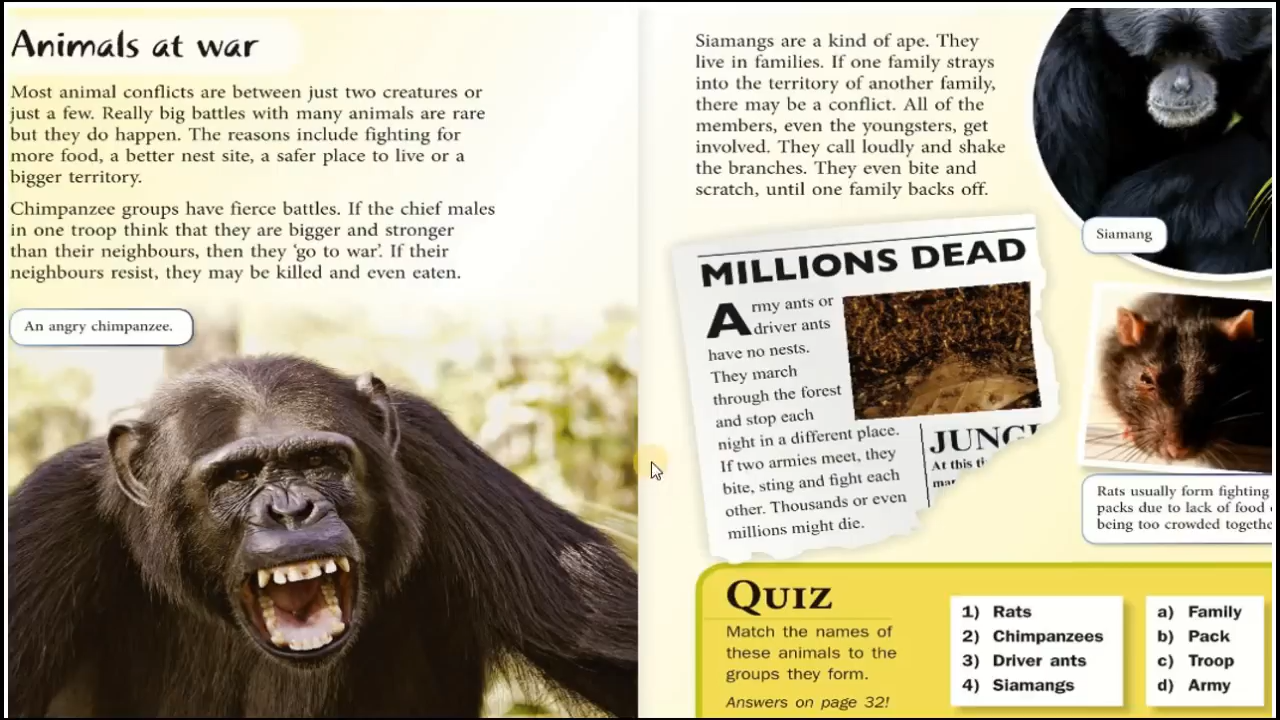 Animals at war
Most animal conflicts are between just two creatures or
just a few. Really big battles with many animals are rare
but they do happen. The reasons include fighting for
more food, a better nest site, a safer place to live or a
bigger territory.
Chimpanzee groups have fierce battles. If the chief males
in one troop think that they are bigger and stronger
than their neighbours, then they ‘go to war’. If their
neighbours resist, they may be killed and even eaten.
An angry chimpanzee.
Siamangs are a kind of ape. They
live in families. If one family strays
into the territory of another family,
there may be a conflict. All of the
members, even the youngsters, get
involved. They call loudly and shake
the branches. They even bite and
scratch, until one family backs off.
Siamang
MILLIONS DEAD
Army ants or
driver ants
have no nests.
They march
through the forest
and stop each
night in a different place.
If two armies meet, they
bite, sting and fight each
other. Thousands or even
millions might die.
At this
Rats usually form fighting
packs due to lack of food
being too crowded
QUIZ
Match the names of
these animals to the
groups they form.
Answers on page 32!
1) Rats
2) Chimpanzees
3) Driver ants
4) Siamangs
a) Family
b) Pack
c) Troop
d) Army